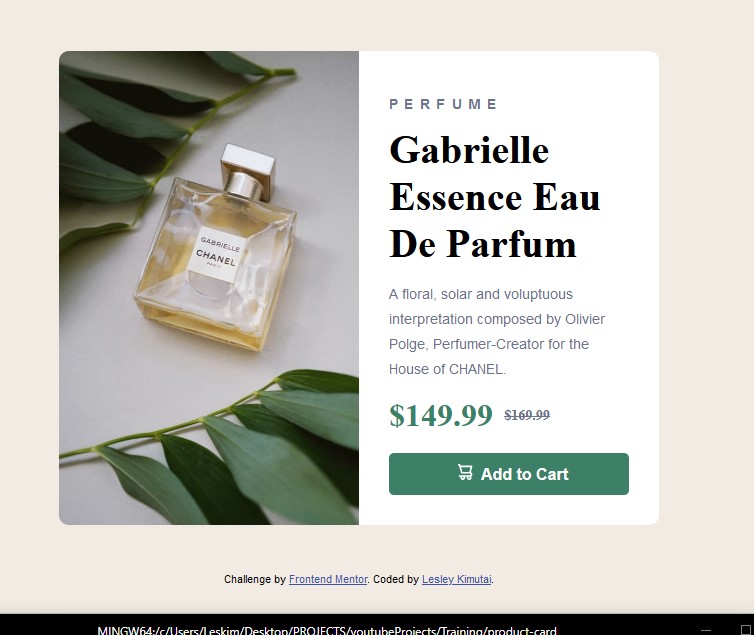 PERFUME
Gabrielle
Essence Eau
De Parfum
A floral, solar and voluptuous
interpretation composed by Olivier
Polge, Perfumer-Creator for the
House of CHANEL.
$149.99 $169.99
Add to Cart
GABRIELLE
CHANEL
PARIS
Challenge by Frontend Mentor. Coded by Lesley Kimutai.
MINGW64:/c/Users/Leskim/Desktop/PROJECTS/youtubeProjects/Training/product-card